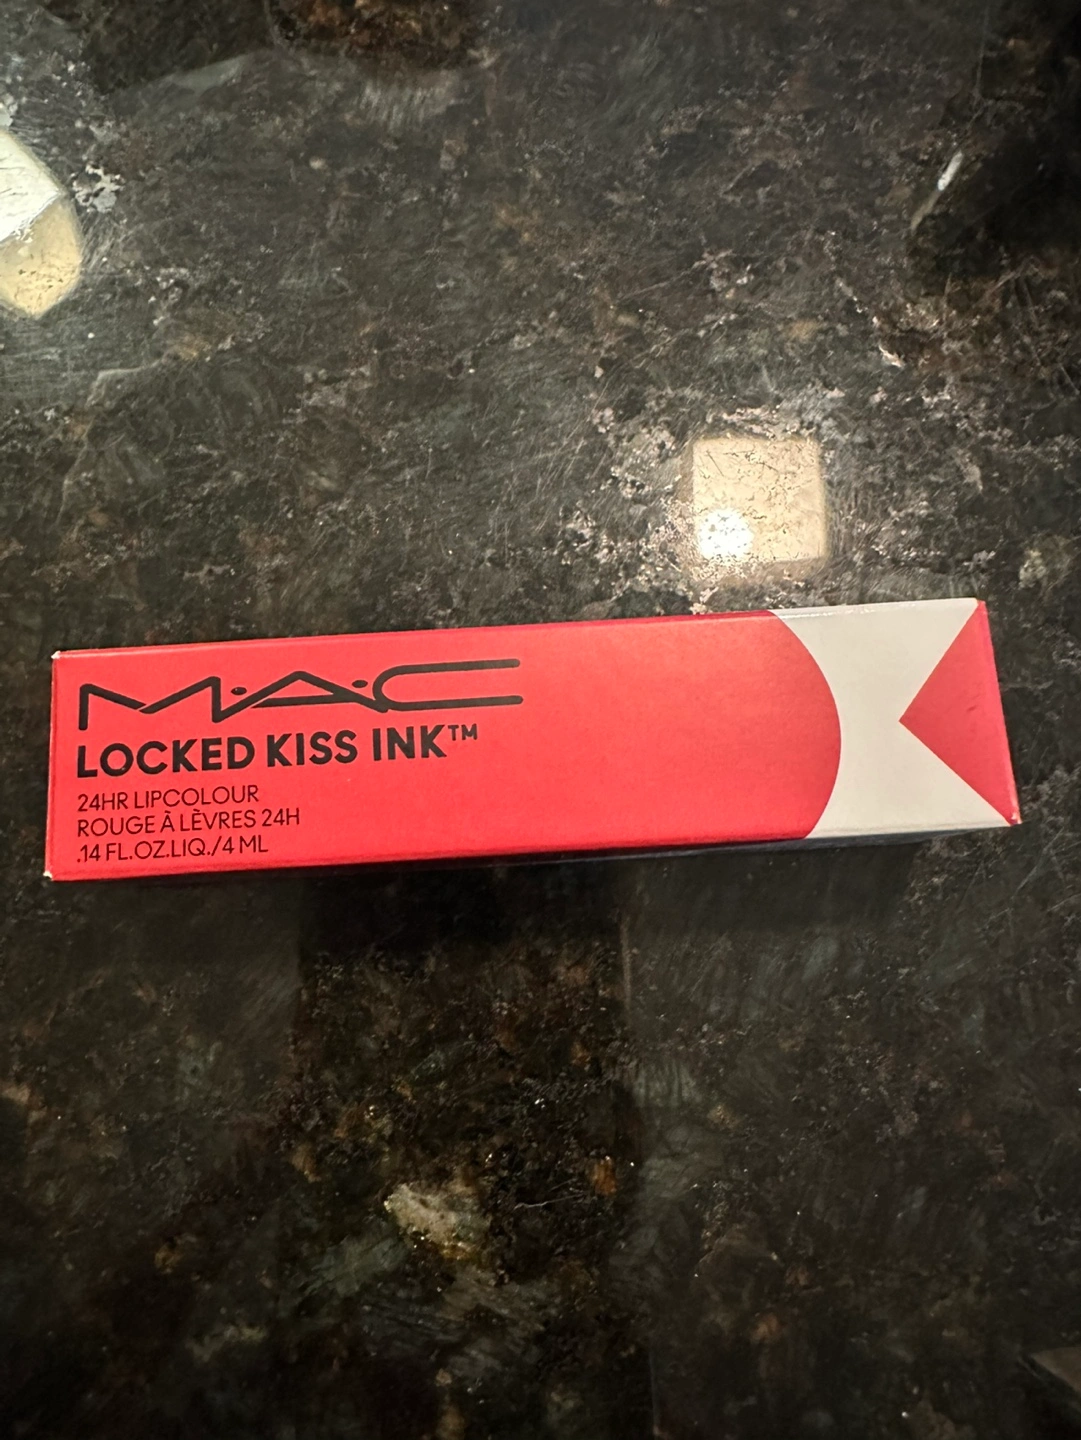 M·A·C
LOCKED KISS INK™
24HR LIPCOLOUR
ROUGE À LÈVRES 24H
.14 FL.OZ.LIQ./4 ML